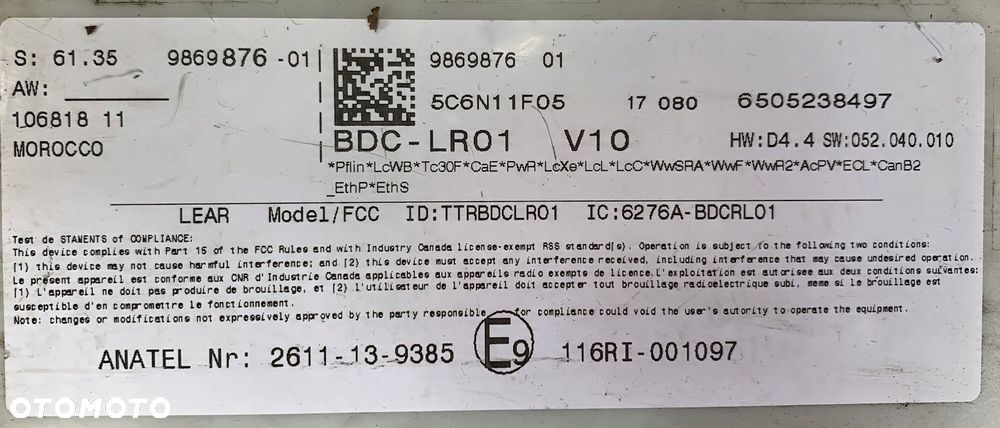 S: 61.35 9869876 -01 9869876 01
AW:
5C6N11F05 17 080 6505238497
106818 11
MOROCCO
BDC-LR01 V10 HW:D4.4 SW:052.040.010
*Pflin*LcWB*Tc30F*CaE*PwR*LcXe*LcL*LcC*WwSRA*WwF*WwR2*AcPV*ECL*CanB2
_EthP*EthS
LEAR Model/FCC ID:TTRBDCLR01 IC:6276A-BDCRL01
Test de STAMENTS of COMPLIANCE:
This device complies with Part 15 of the FCC Rules and with Industry Canada license-exempt RSS standard(s). Operation is subject to the following two conditions:
(1) this device may not cause harmful interference; and (2) this device must accept any interference received, including interference that may cause undesired operation.
Le présent appareil est conforme aux CNR d'Industrie Canada applicables aux appareils radio exempts de licence.L'exploitation est autorisee aux deux conditions suivantes:
(1) L'appareil ne doit pas produire de brouillage, et (2) l'utilisateur de l'appareil doit accepter tout brouillage radioelectrique subi, meme si le brouillage est
susceptible d'en compromettre le fonctionnement.
Note: changes or modifications not expressively approved by the party responsible for compliance could void the user's autority to operate the equipment.
ANATEL Nr: 2611-13-9385 E9 116RI-001097
OTOMOTO